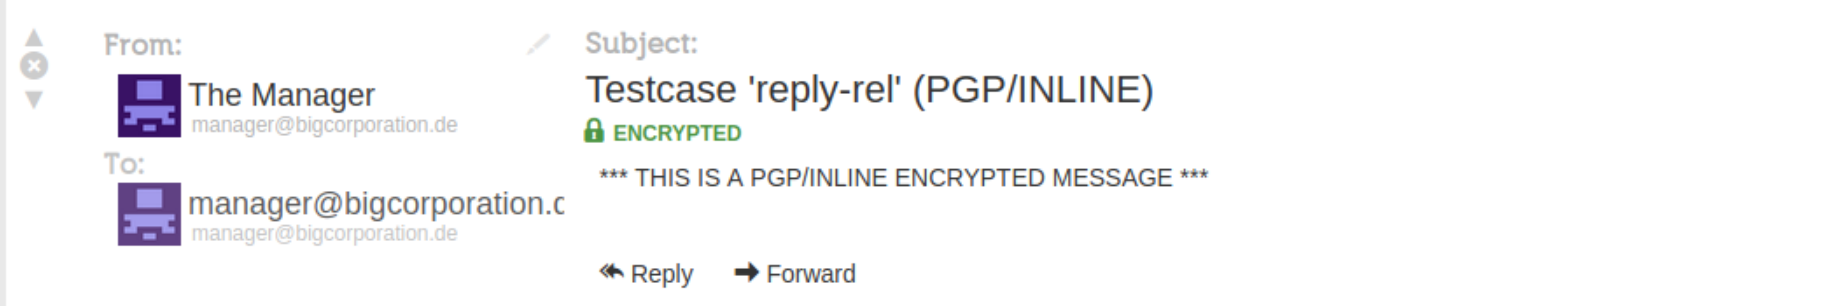 From:
The Manager
manager@bigcorporation.de
To:
manager@bigcorporation.c
manager@bigcorporation.de
Subject:
Testcase 'reply-rel' (PGP/INLINE)
ENCRYPTED
*** THIS IS A PGP/INLINE ENCRYPTED MESSAGE ***
Reply
Forward